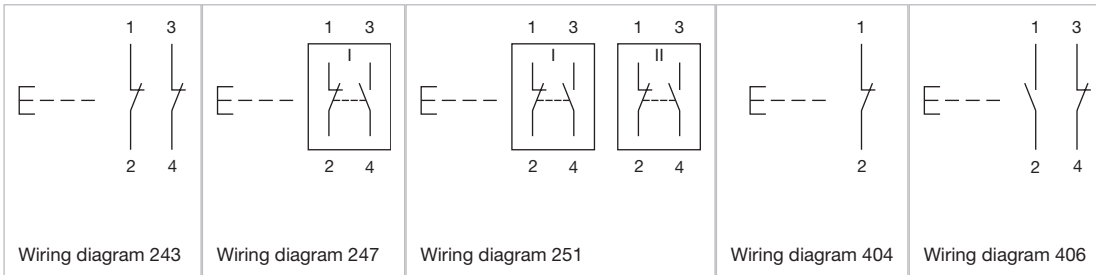 1 3
I
2 4
Wiring diagram 243
1 3
I
2 4
Wiring diagram 247
1 3
I
2 4
1 3
II
2 4
Wiring diagram 251
1
2
Wiring diagram 404
1 3
2 4
Wiring diagram 406